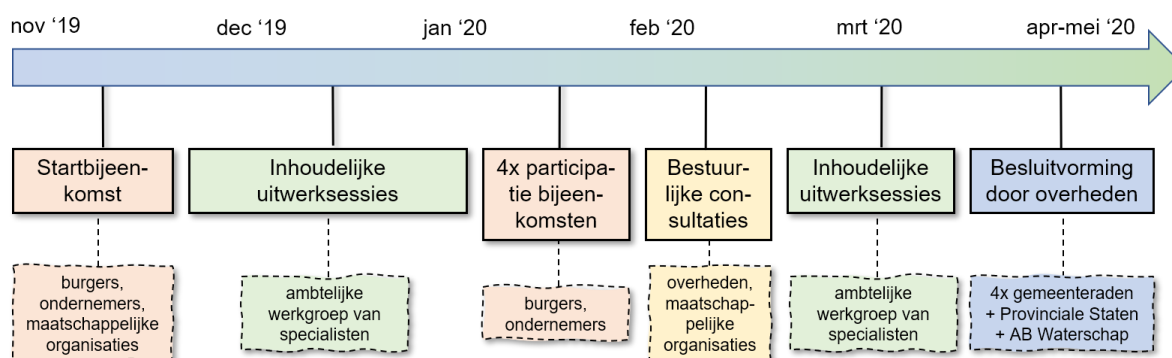 nov ‘19
dec ‘19
jan ‘20
feb ‘20
mrt ‘20
apr-mei ‘20
Startbijeen-
komst
Inhoudelijke
uitwerksessies
4x participa-
tie bijeen-
komsten
Bestuur-
lijke con-
sultaties
Inhoudelijke
uitwerksessies
Besluitvorming
door overheden
burgers,
ondernemers,
maatschappelijke
organisaties
ambtelijke
werkgroep van
specialisten
burgers,
ondernemers
overheden,
maatschap-
pelijke
organisaties
ambtelijke
werkgroep van
specialisten
4x gemeenteraden
+ Provinciale Staten
+ AB Waterschap